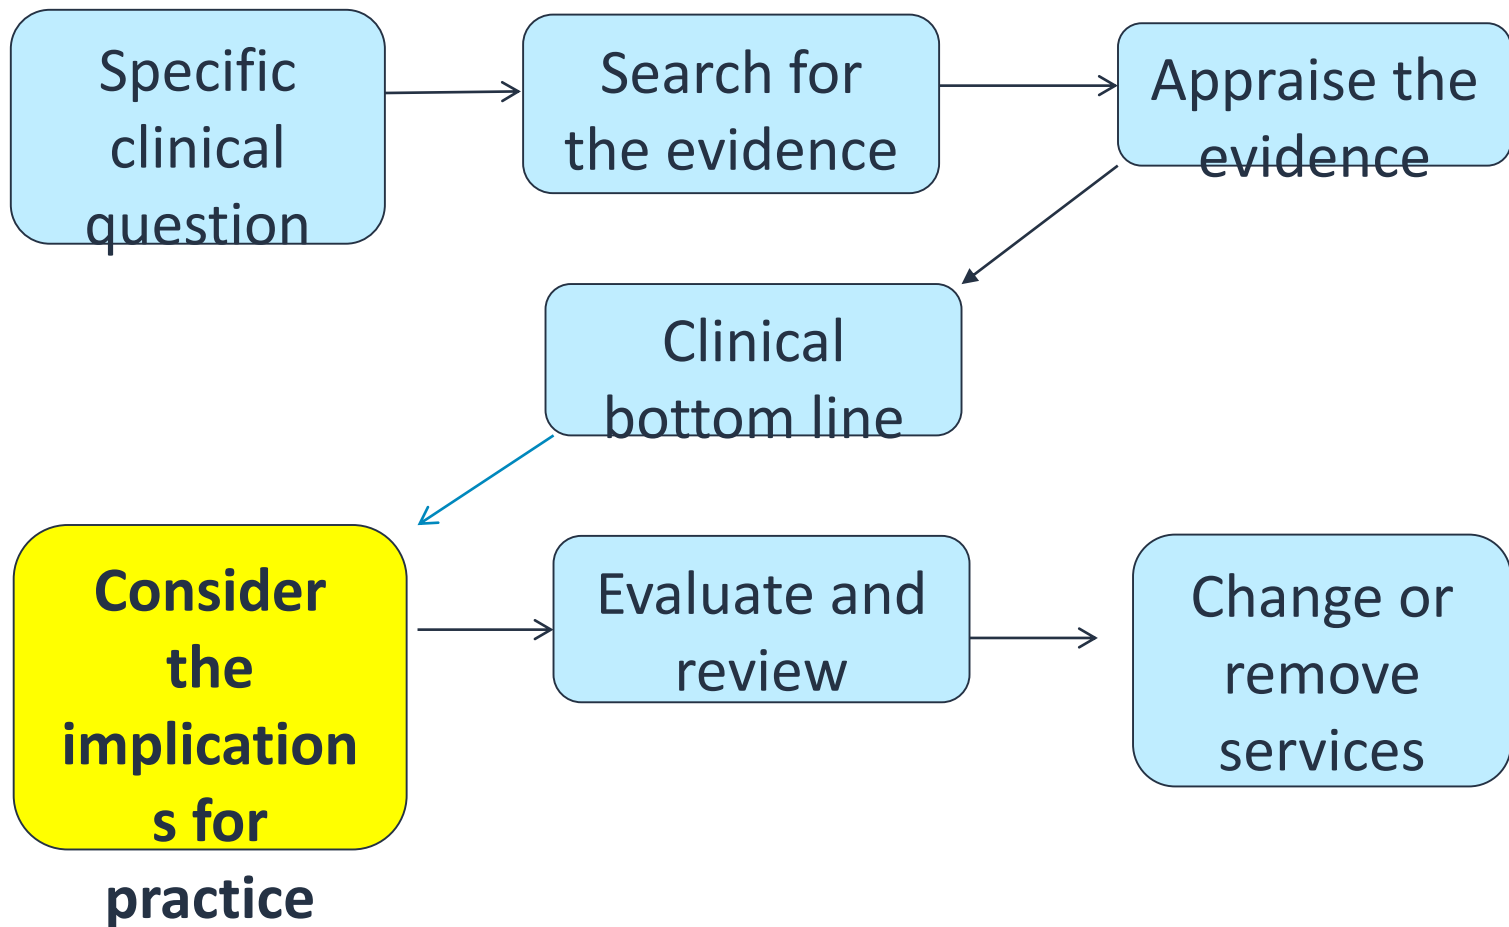 Specific
clinical
question
Search for
the evidence
Appraise the
evidence
Clinical
bottom line
Consider
the
implication
s for
practice
Evaluate and
review
Change or
remove
services